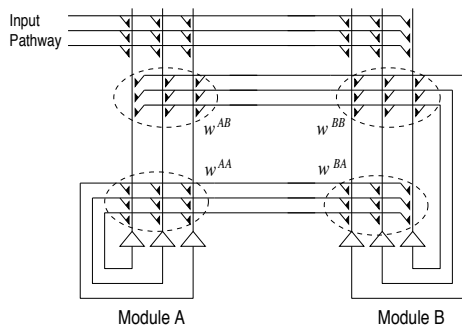 Input
Pathway
w^AB
w^BB
w^AA
w^BA
Module A
Module B